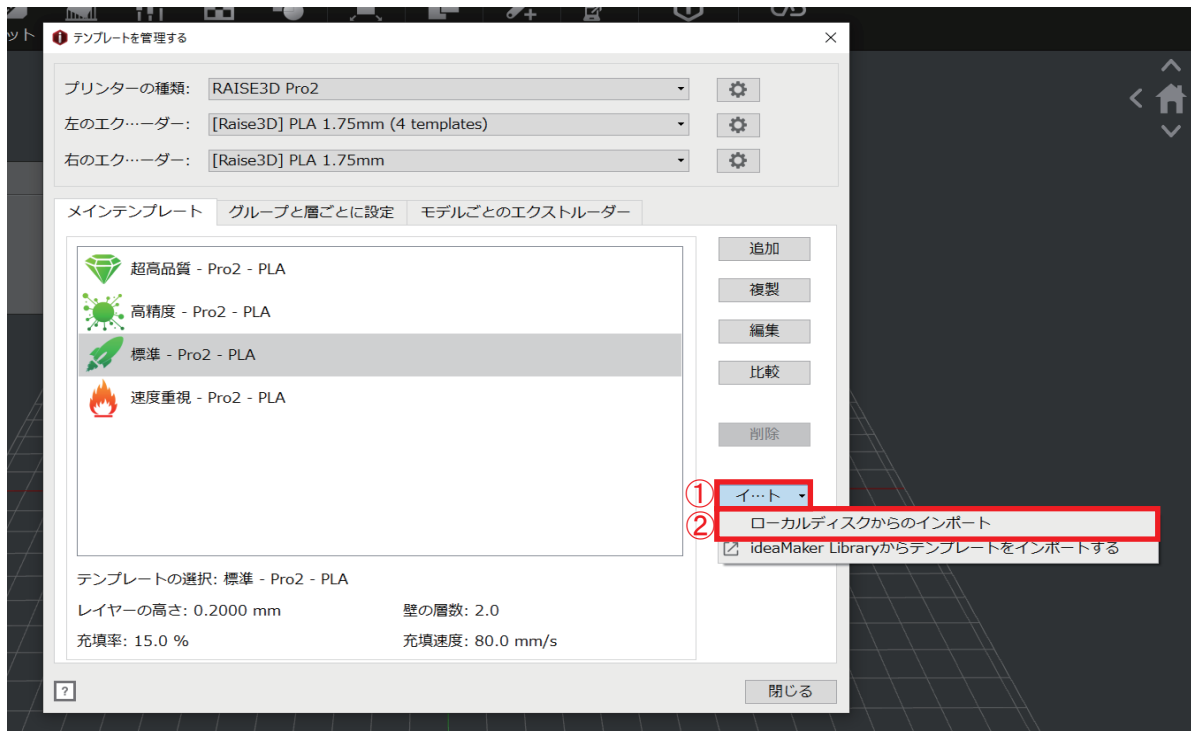 ット
テンプレートを管理する
プリンターの種類: RAISE3D Pro2
左のエク…ーダー: [Raise3D] PLA 1.75mm (4 templates)
右のエク…ーダー: [Raise3D] PLA 1.75mm
メインテンプレート グループと層ごとに設定 モデルごとのエクストルーダー
追加
超高品質 - Pro2 - PLA
複製
高精度 - Pro2 - PLA
編集
標準 - Pro2 - PLA
比較
速度重視 - Pro2 - PLA
削除
① イ…ト
② ローカルディスクからのインポート
ideaMaker Libraryからテンプレートをインポートする
テンプレートの選択: 標準 - Pro2 - PLA
レイヤーの高さ: 0.2000 mm 壁の層数: 2.0
充填率: 15.0 % 充填速度: 80.0 mm/s
? 閉じる